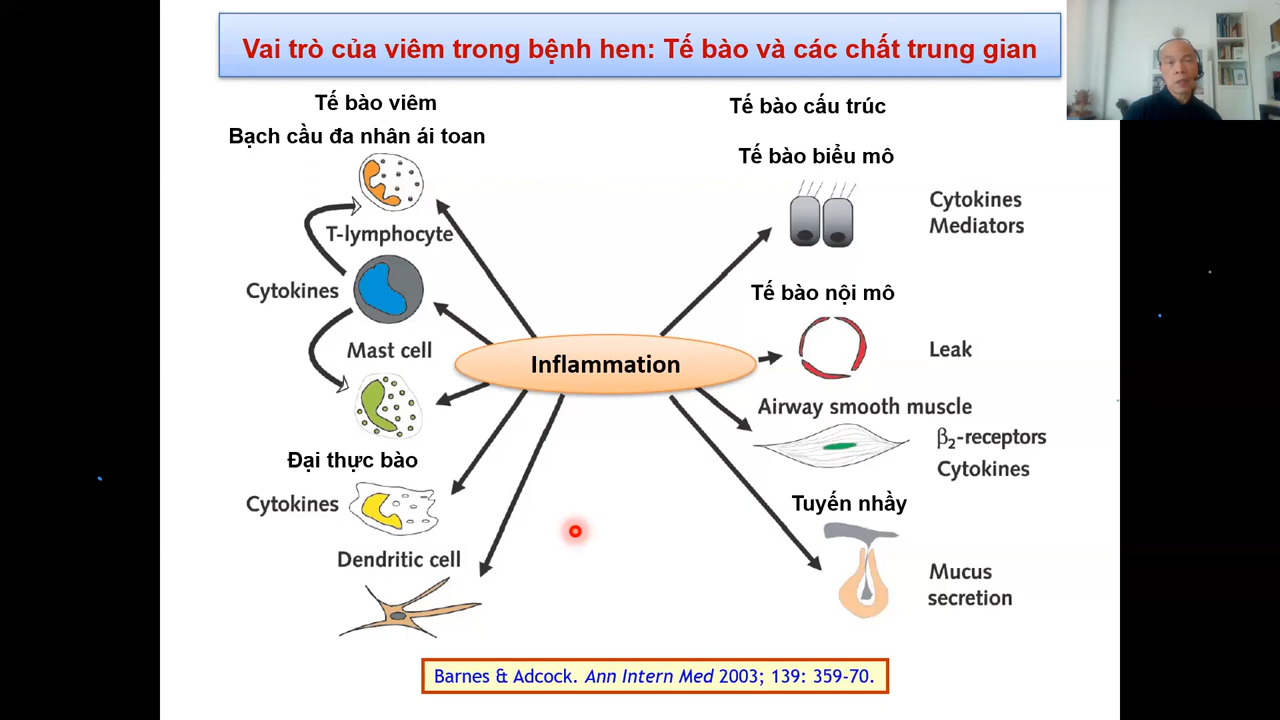 Vai trò của viêm trong bệnh hen: Tế bào và các chất trung gian
Tế bào viêm
Bạch cầu đa nhân ái toan
T-lymphocyte
Cytokines
Mast cell
Đại thực bào
Cytokines
Dendritic cell
Inflammation
Tế bào cấu trúc
Tế bào biểu mô
Cytokines
Mediators
Tế bào nội mô
Leak
Airway smooth muscle
β₂-receptors
Cytokines
Tuyến nhầy
Mucus
secretion
Barnes & Adcock. Ann Intern Med 2003; 139: 359-70.